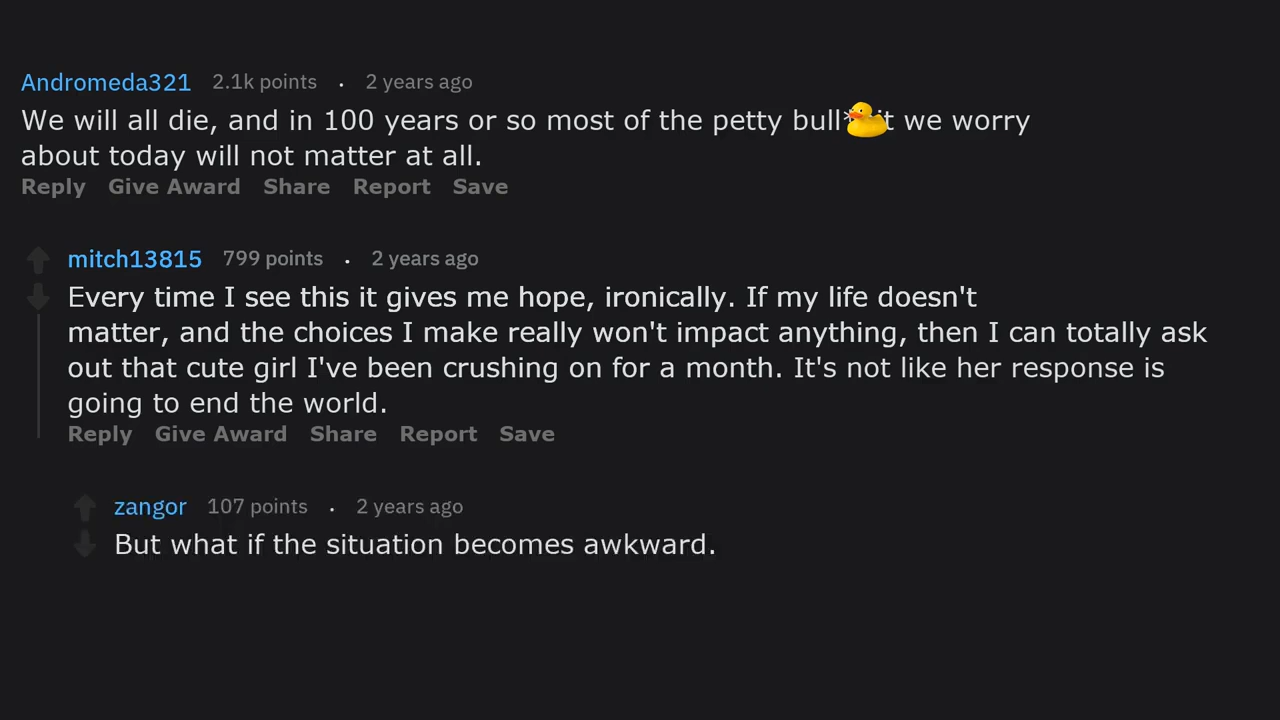 Andromeda321 2.1k points . 2 years ago
We will all die, and in 100 years or so most of the petty bull*🦆it we worry
about today will not matter at all.
Reply Give Award Share Report Save
mitch13815 799 points . 2 years ago
Every time I see this it gives me hope, ironically. If my life doesn't
matter, and the choices I make really won't impact anything, then I can totally ask
out that cute girl I've been crushing on for a month. It's not like her response is
going to end the world.
Reply Give Award Share Report Save
zangor 107 points . 2 years ago
But what if the situation becomes awkward.